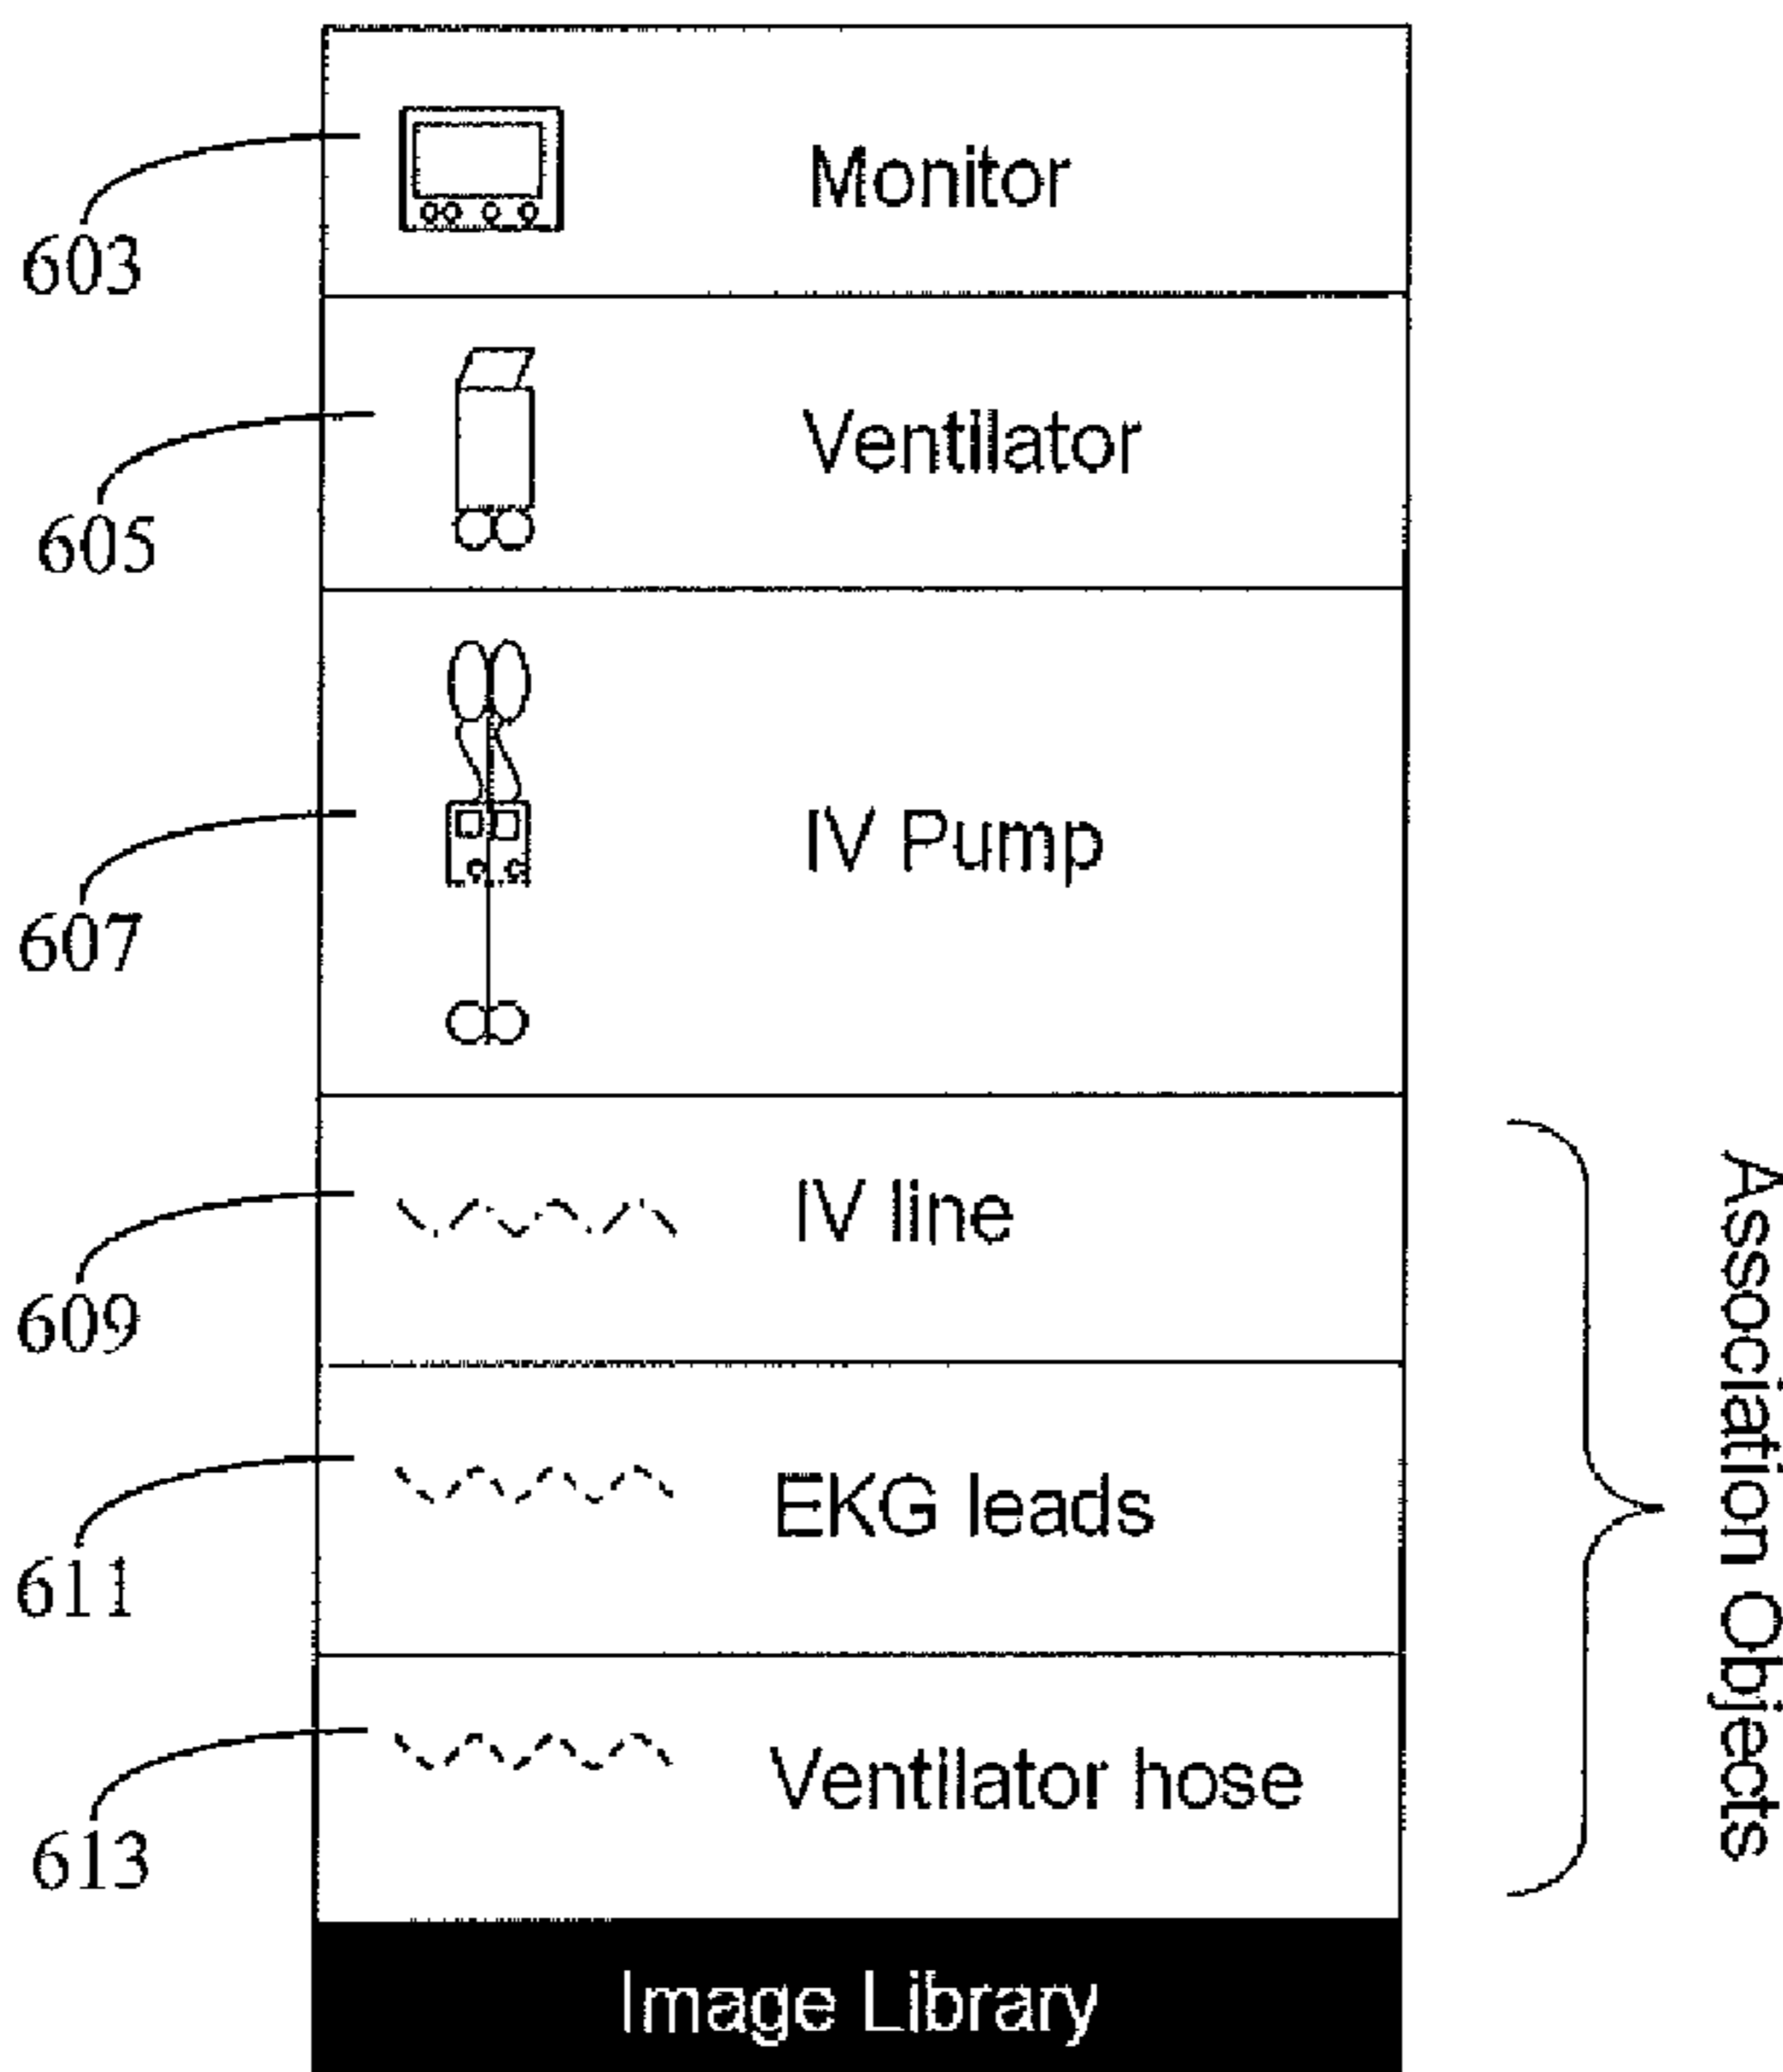 603
Monitor
605
Ventilator
607
IV Pump
609
IV line
611
EKG leads
613
Ventilator hose
Association Objects
Image Library